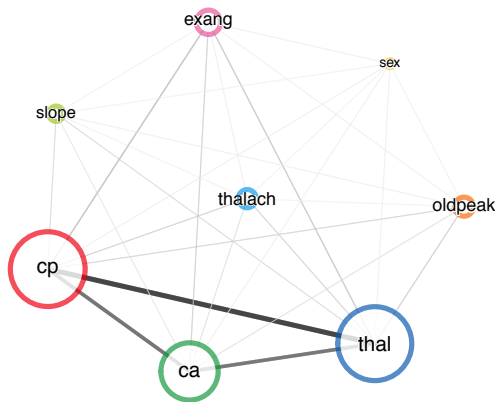 exang
sex
slope
thalach
oldpeak
cp
thal
ca